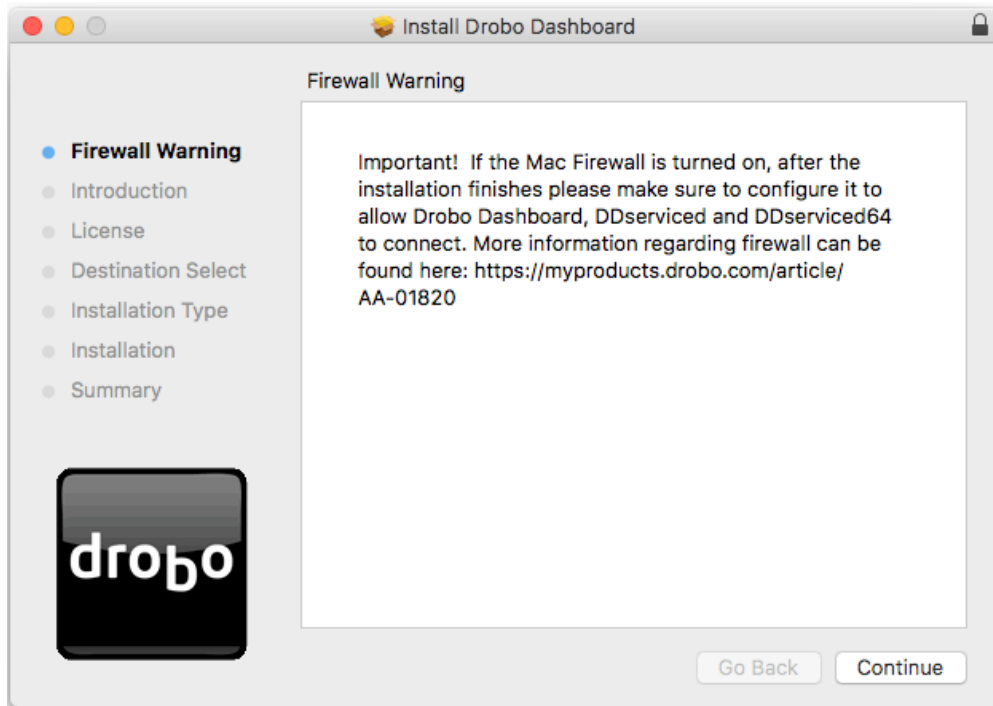 Install Drobo Dashboard
Firewall Warning
Firewall Warning
Introduction
License
Destination Select
Installation Type
Installation
Summary
Important!  If the Mac Firewall is turned on, after the
installation finishes please make sure to configure it to
allow Drobo Dashboard, DDserviced and DDserviced64
to connect. More information regarding firewall can be
found here: https://myproducts.drobo.com/article/
AA-01820
drobo
Go Back
Continue